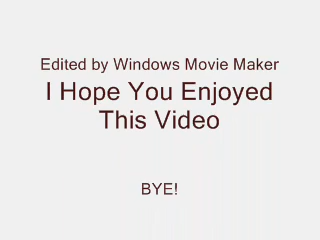 Edited by Windows Movie Maker
I Hope You Enjoyed
This Video
BYE!